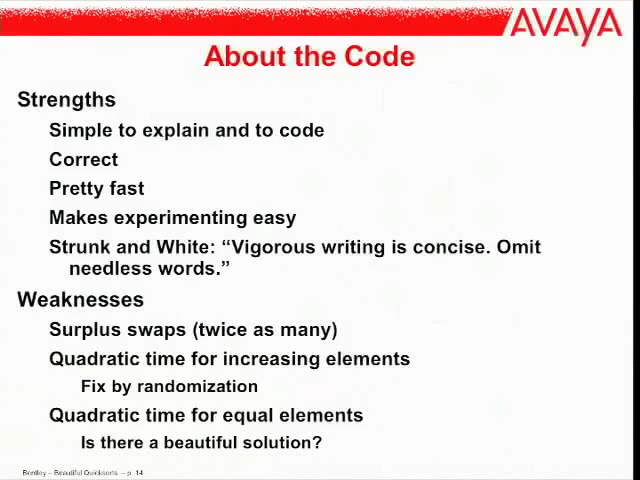 AVAYA
About the Code
Strengths
Simple to explain and to code
Correct
Pretty fast
Makes experimenting easy
Strunk and White: “Vigorous writing is concise. Omit
needless words.”
Weaknesses
Surplus swaps (twice as many)
Quadratic time for increasing elements
Fix by randomization
Quadratic time for equal elements
Is there a beautiful solution?
Bentley – Beautiful Quicksorts – p. 14